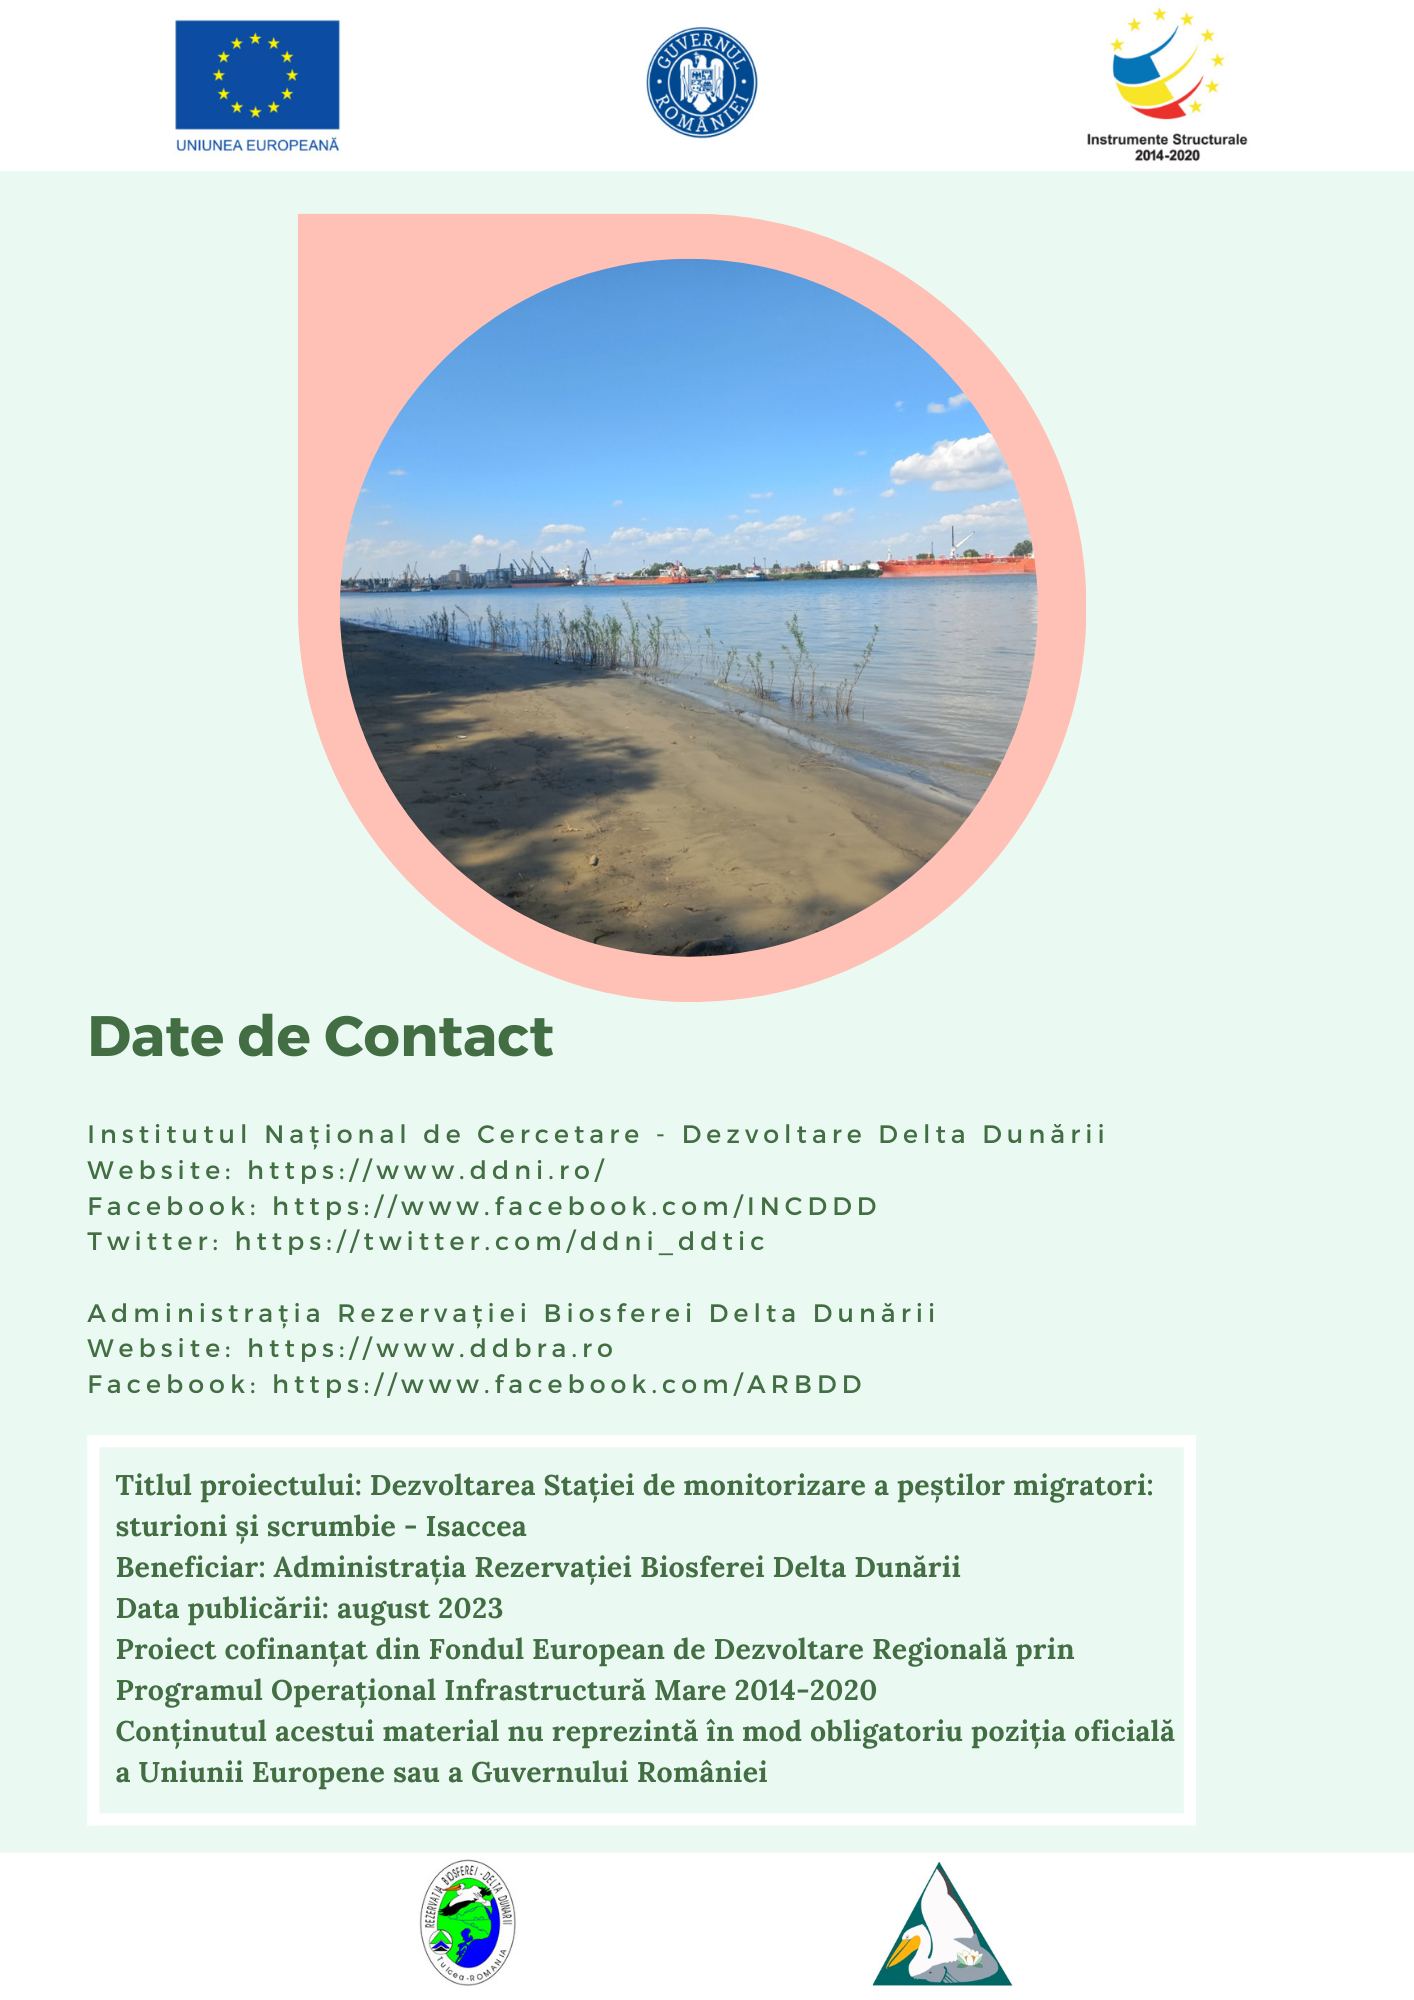 UNIUNEA EUROPEANĂ
GUVERNUL ROMÂNIEI
Instrumente Structurale
2014-2020
Date de Contact
Institutul Național de Cercetare - Dezvoltare Delta Dunării
Website: https://www.ddni.ro/
Facebook: https://www.facebook.com/INCDDD
Twitter: https://twitter.com/ddni_ddtic
Administrația Rezervației Biosferei Delta Dunării
Website: https://www.ddbra.ro
Facebook: https://www.facebook.com/ARBDD
Titlul proiectului: Dezvoltarea Stației de monitorizare a peștilor migratori:
sturioni și scrumbie - Isaccea
Beneficiar: Administrația Rezervației Biosferei Delta Dunării
Data publicării: august 2023
Proiect cofinanțat din Fondul European de Dezvoltare Regională prin
Programul Operațional Infrastructură Mare 2014-2020
Conținutul acestui material nu reprezintă în mod obligatoriu poziția oficială
a Uniunii Europene sau a Guvernului României
REZERVATIA BIOSFEREI - DELTA DUNARII
Tulcea - ROMANIA